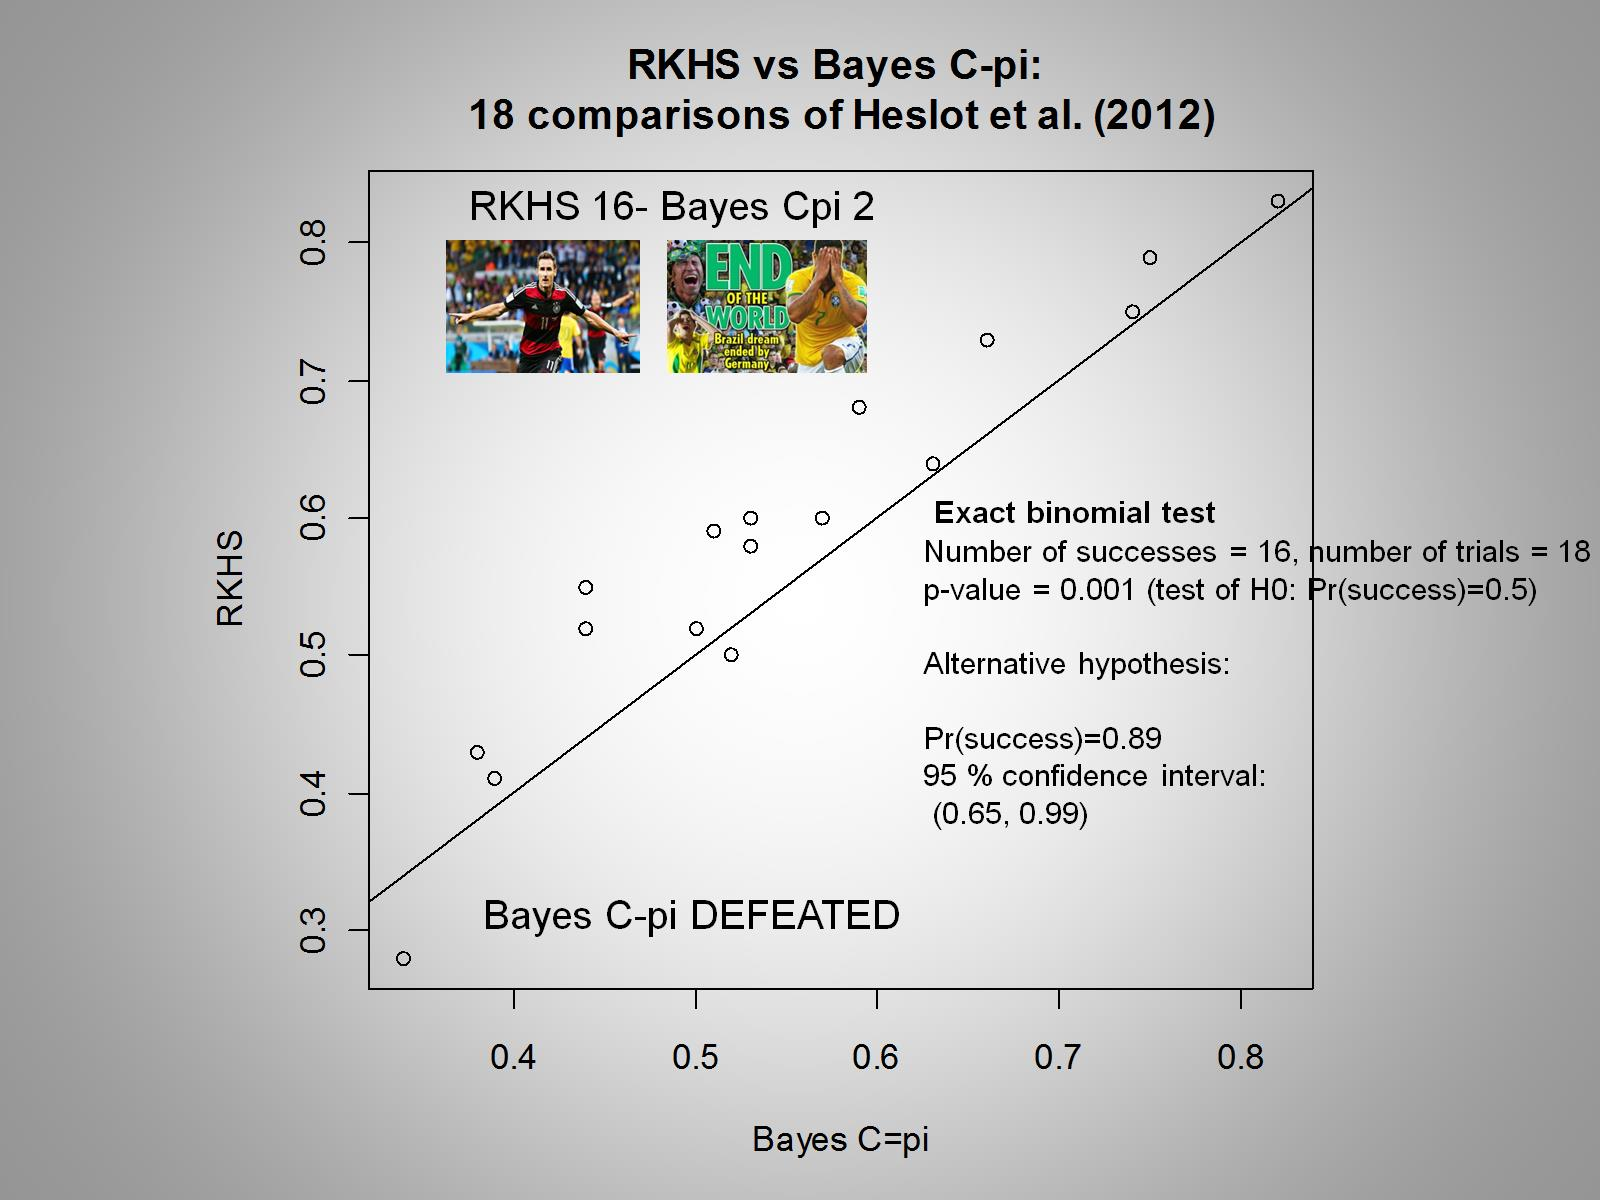 RKHS vs Bayes C-pi:
18 comparisons of Heslot et al. (2012)
RKHS 16- Bayes Cpi 2
END
OF THE
WORLD
Brazil dream
ended by
Germany
11
7
11
Exact binomial test
Number of successes = 16, number of trials = 18
p-value = 0.001 (test of H0: Pr(success)=0.5)
Alternative hypothesis:
Pr(success)=0.89
95 % confidence interval:
(0.65, 0.99)
Bayes C-pi DEFEATED
RKHS
0.8
0.7
0.6
0.5
0.4
0.3
0.4 0.5 0.6 0.7 0.8
Bayes C=pi